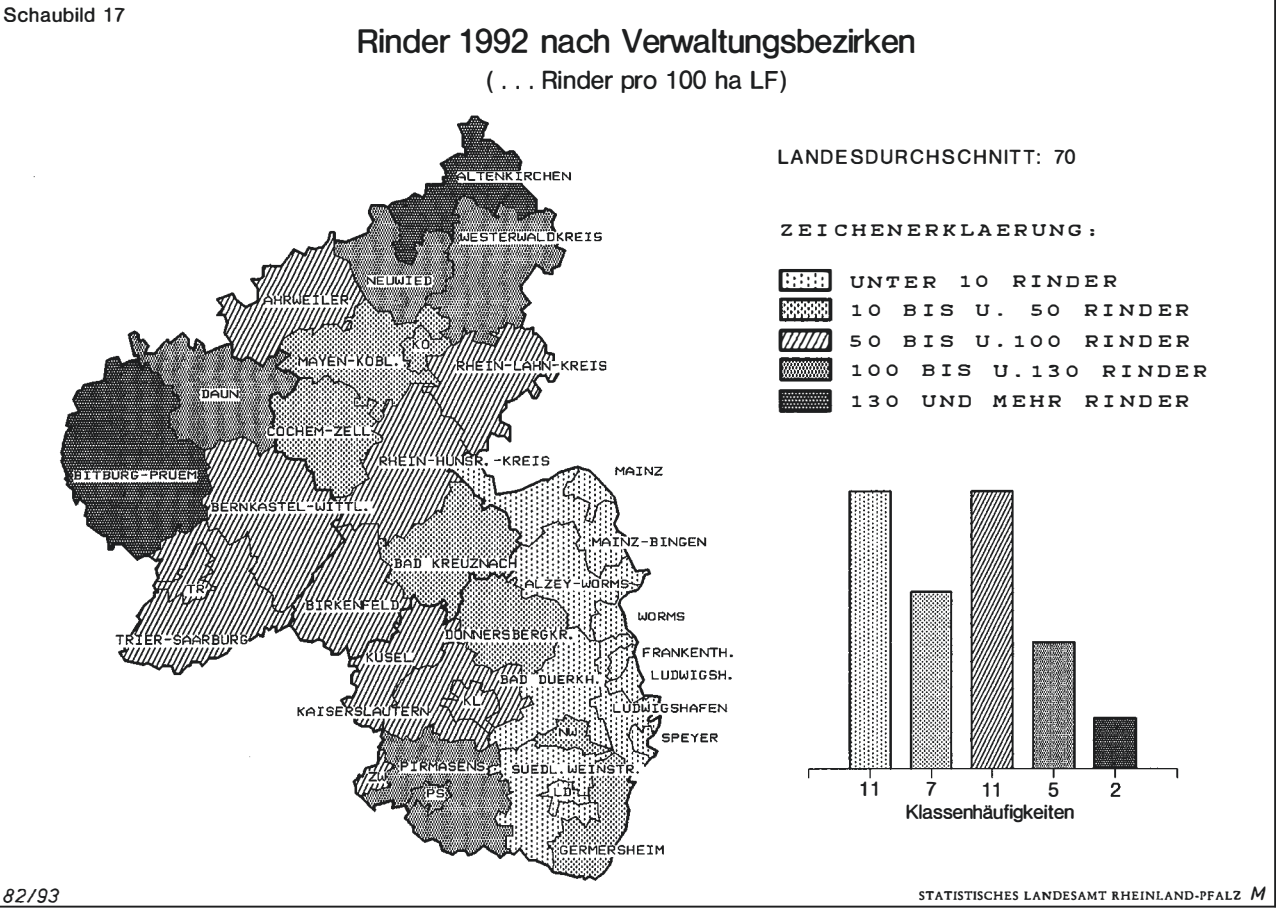 Schaubild 17
Rinder 1992 nach Verwaltungsbezirken
( . . . Rinder pro 100 ha LF)
LANDESDURCHSCHNITT: 70
ZEICHENERKLAERUNG:
UNTER 10 RINDER
10 BIS U. 50 RINDER
50 BIS U.100 RINDER
100 BIS U.130 RINDER
130 UND MEHR RINDER
ALTENKIRCHEN
WESTERWALDKREIS
NEUWIED
AHRWEILER
KO
MAYEN-KOBL.
RHEIN-LAHN-KREIS
DAUN
COCHEM-ZELL
RHEIN-HUNSR.-KREIS
MAINZ
BITBURG-PRUEM
BERNKASTEL-WITTL.
MAINZ-BINGEN
BAD KREUZNACH
ALZEY-WORMS
TR
BIRKENFELD
WORMS
TRIER-SAARBURG
DONNERSBERGKR.
KUSEL
FRANKENTH.
BAD DUERKH.
LUDWIGSH.
KL
KAISERSLAUTERN
LUDWIGSHAFEN
NW
SPEYER
PIRMASENS
SUEDL.WEINSTR.
ZW
PS
LD
GERMERSHEIM
11 7 11 5 2
Klassenhäufigkeiten
82/93
STATISTISCHES LANDESAMT RHEINLAND-PFALZ M